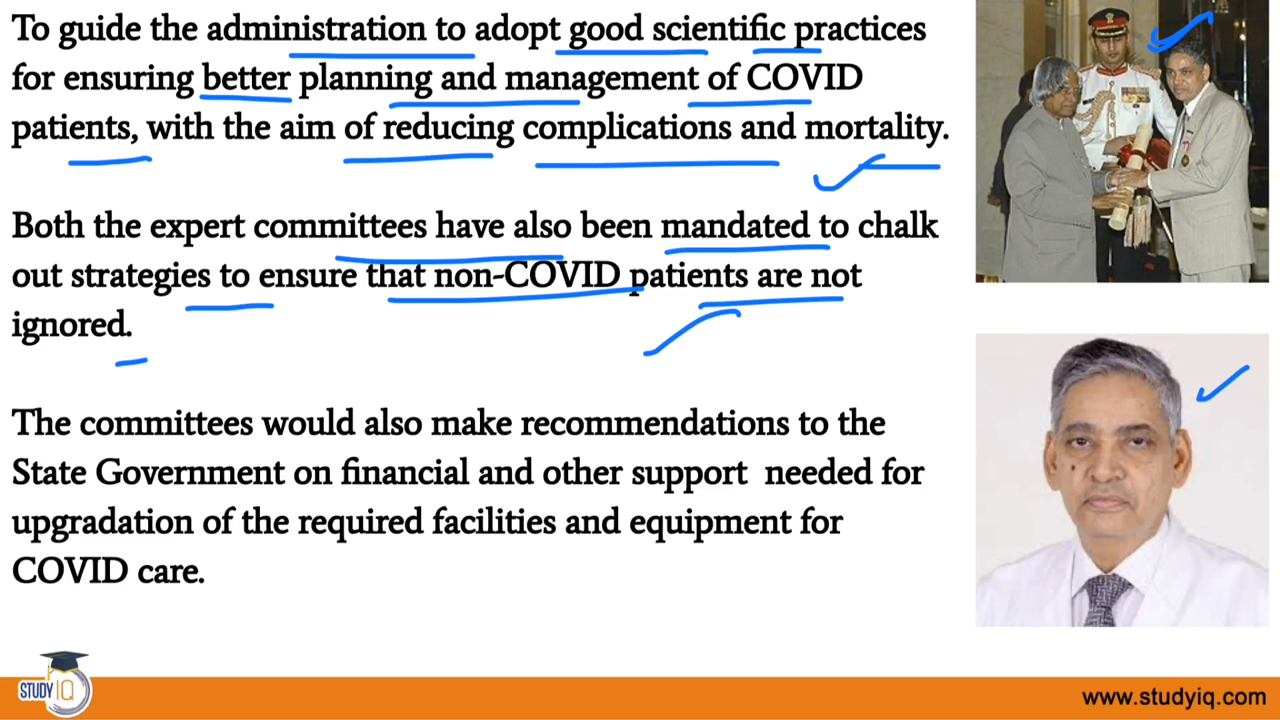 To guide the administration to adopt good scientific practices
for ensuring better planning and management of COVID
patients, with the aim of reducing complications and mortality.
Both the expert committees have also been mandated to chalk
out strategies to ensure that non-COVID patients are not
ignored.
The committees would also make recommendations to the
State Government on financial and other support needed for
upgradation of the required facilities and equipment for
COVID care.
STUDY IQ
www.studyiq.com